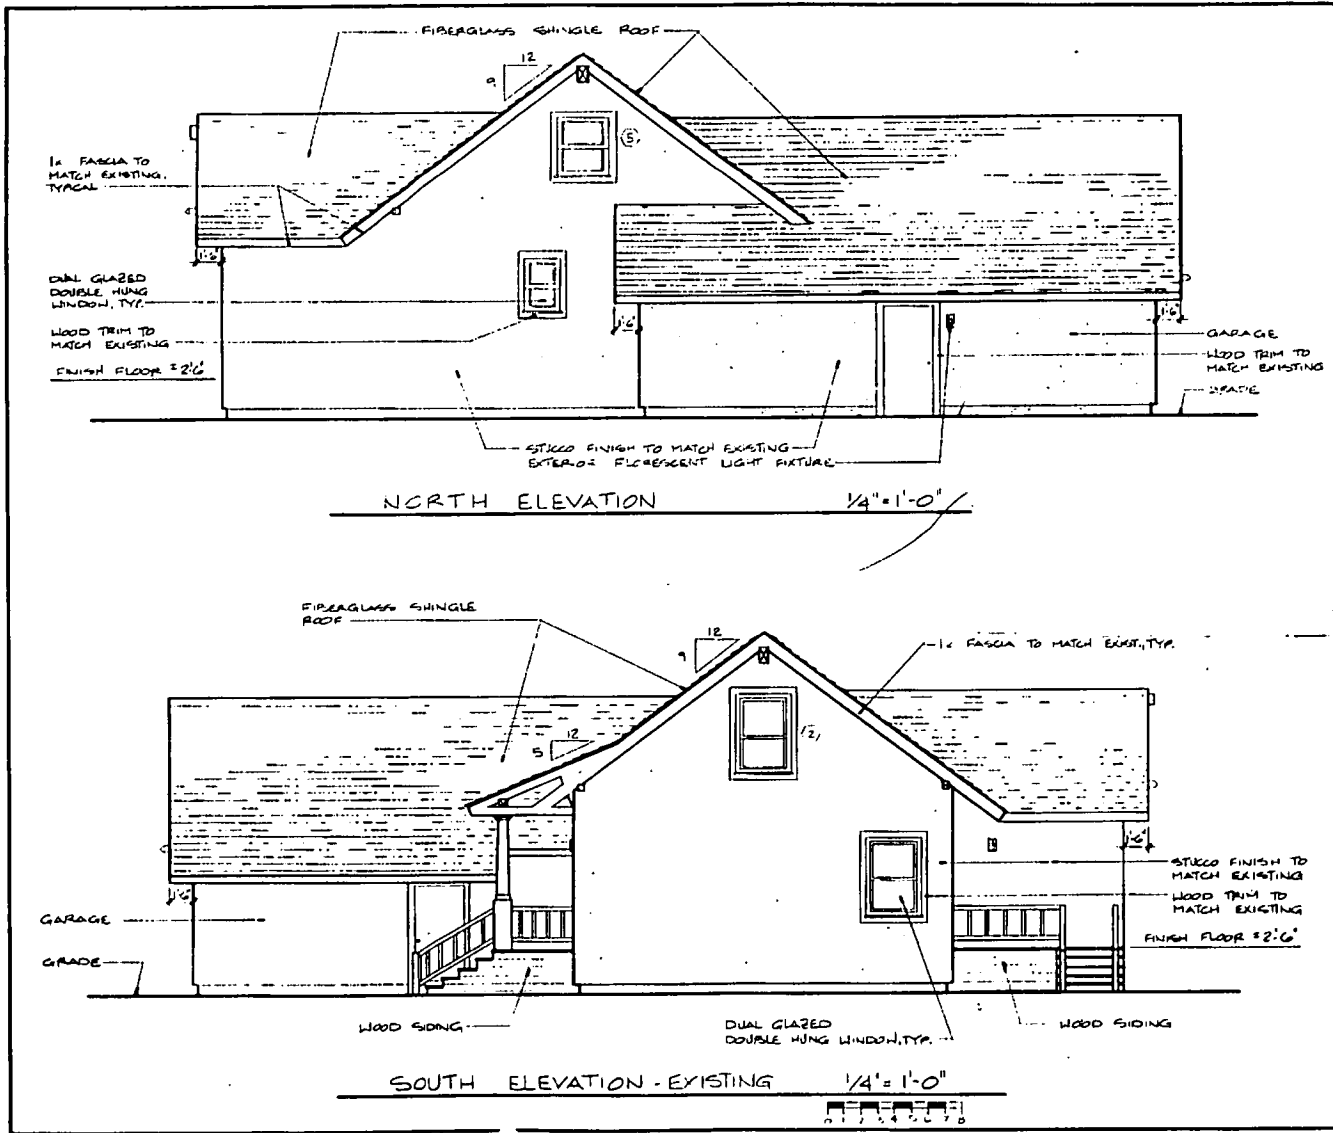 FIBERGLASS SHINGLE ROOF
12
9
5
1x FASCIA TO
MATCH EXISTING,
TYPICAL
1'6"
DUAL GLAZED
DOUBLE HUNG
WINDOW, TYP.
WOOD TRIM TO
MATCH EXISTING
FINISH FLOOR ±2'6"
1'6"
1'6"
GARAGE
WOOD TRIM TO
MATCH EXISTING
GRADE
STUCCO FINISH TO MATCH EXISTING
EXTERIOR FLORESCENT LIGHT FIXTURE
NORTH ELEVATION 1/4"=1'-0"
FIBERGLASS SHINGLE
ROOF
12
9
1x FASCIA TO MATCH EXIST., TYP.
12
5
2
1'6"
1'6"
STUCCO FINISH TO
MATCH EXISTING
WOOD TRIM TO
MATCH EXISTING
FINISH FLOOR ±2'6"
GARAGE
GRADE
WOOD SIDING
DUAL GLAZED
DOUBLE HUNG WINDOW, TYP.
WOOD SIDING
SOUTH ELEVATION - EXISTING 1/4"=1'-0"